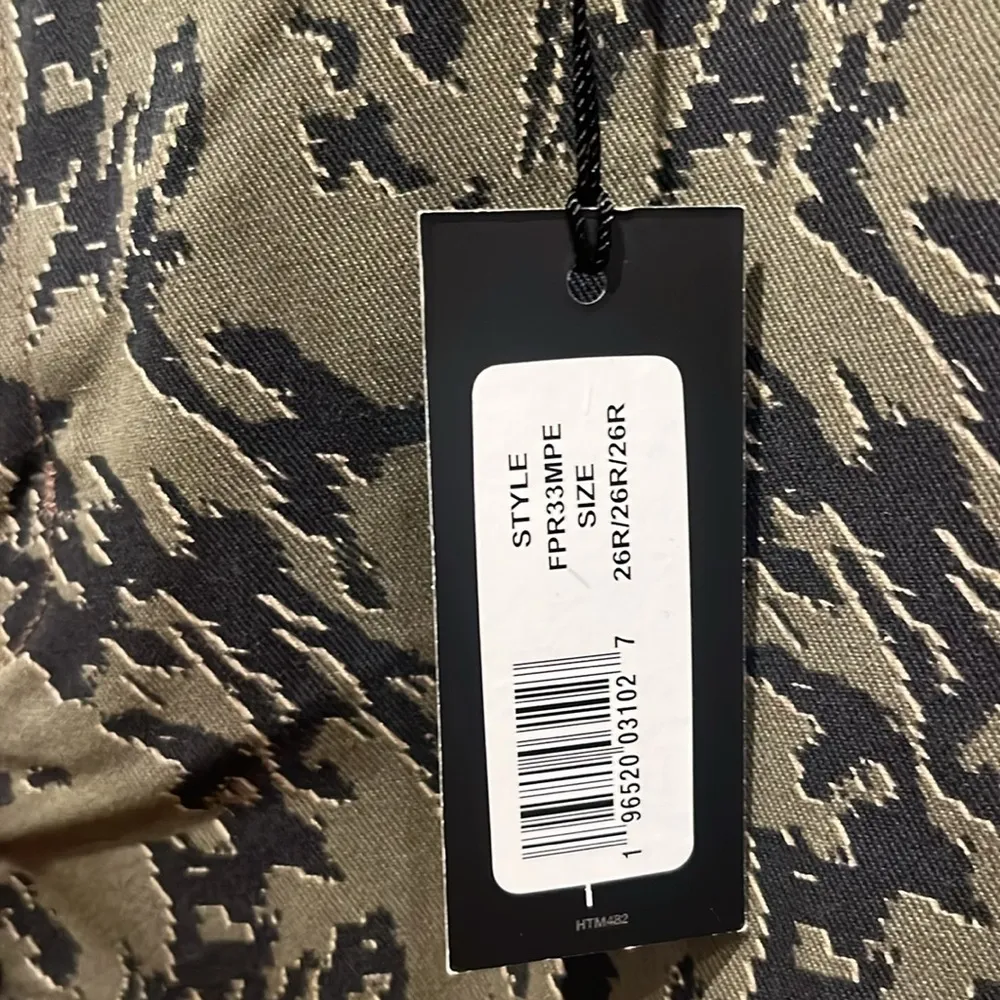 STYLE
FPR33MPE
SIZE
26R/26R/26R
1 96520 03102 7
HTM482